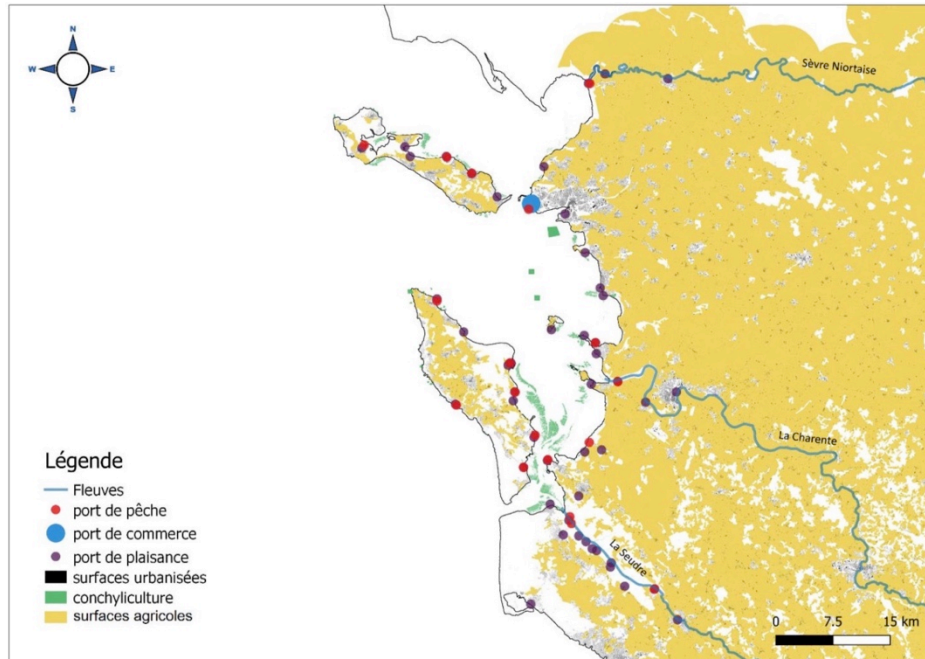 N
W E
S
Sèvre Niortaise
La Charente
La Seudre
Légende
Fleuves
port de pêche
port de commerce
port de plaisance
surfaces urbanisées
conchyliculture
surfaces agricoles
0 7.5 15 km